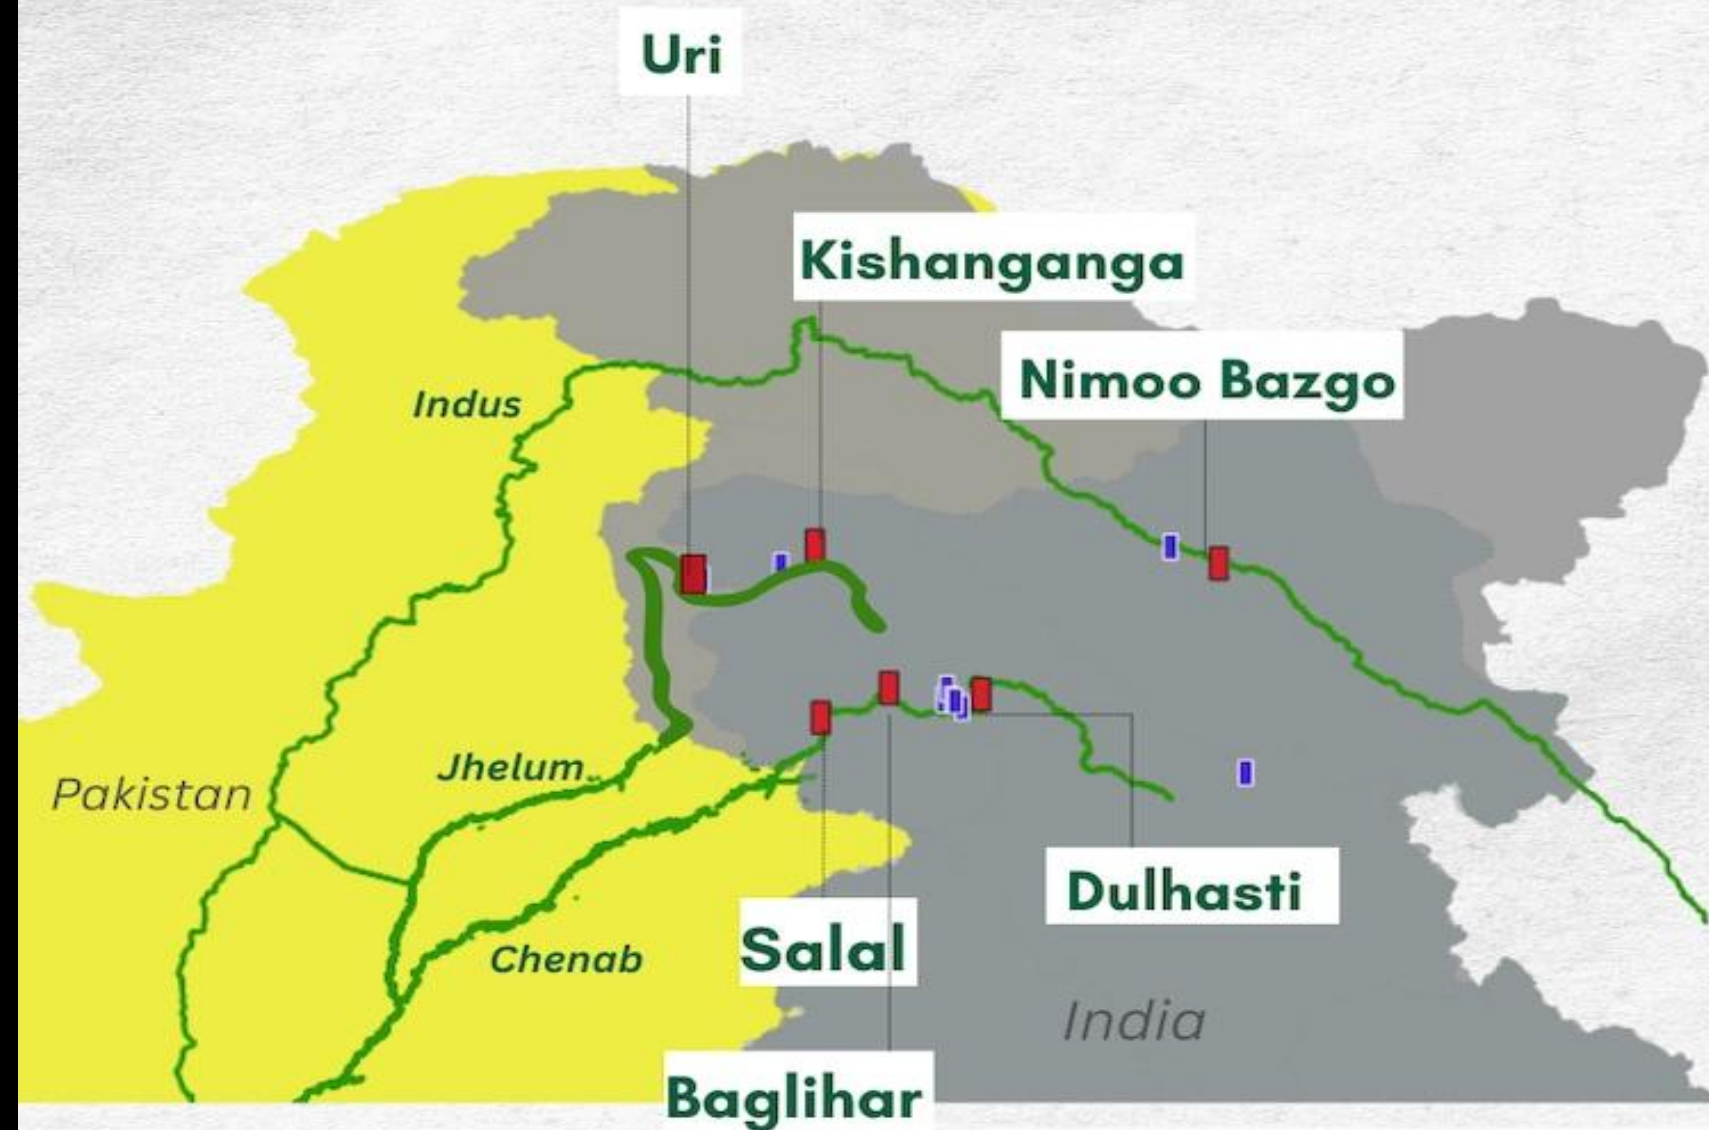 Uri
Kishanganga
Nimoo Bazgo
Indus
Jhelum
Pakistan
Dulhasti
Salal
Chenab
India
Baglihar